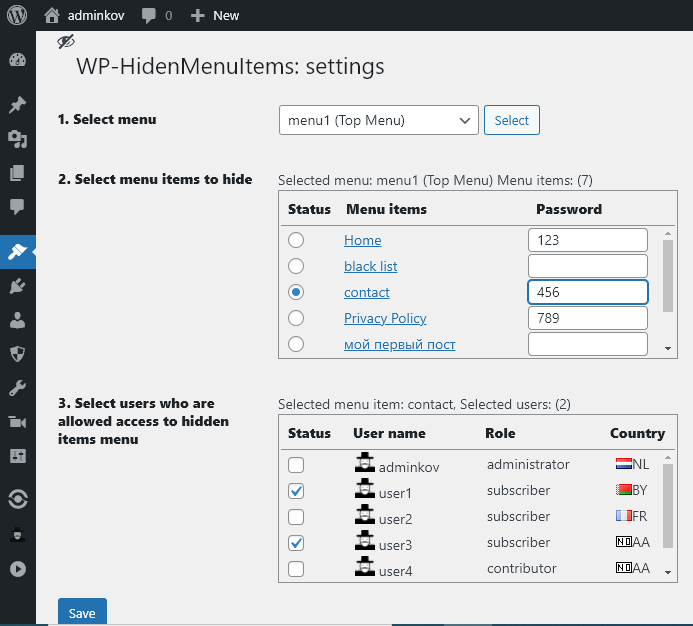 adminkov 0 New
WP-HidenMenuItems: settings
1. Select menu menu1 (Top Menu) Select
2. Select menu items to hide Selected menu: menu1 (Top Menu) Menu items: (7)
Status Menu items Password
Home 123
black list
contact 456
Privacy Policy 789
мой первый пост
3. Select users who are Selected menu item: contact, Selected users: (2)
allowed access to hidden
items menu
Status User name Role Country
adminkov administrator NL
user1 subscriber BY
user2 subscriber FR
user3 subscriber NO AA
user4 contributor NO AA
Save